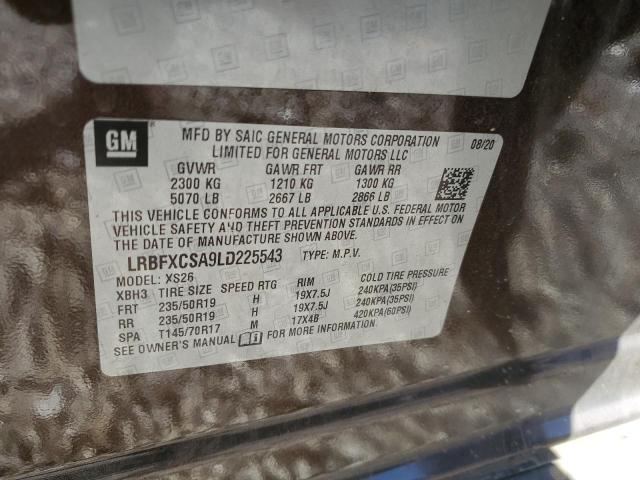 GM
MFD BY SAIC GENERAL MOTORS CORPORATION 08/20
LIMITED FOR GENERAL MOTORS LLC
GVWR GAWR FRT GAWR RR
2300 KG 1210 KG 1300 KG
5070 LB 2667 LB 2866 LB
THIS VEHICLE CONFORMS TO ALL APPLICABLE U.S. FEDERAL MOTOR
VEHICLE SAFETY AND THEFT PREVENTION STANDARDS IN EFFECT ON
THE DATE OF MANUFACTURE SHOWN ABOVE.
LRBFXCSA9LD225543 TYPE: M.P.V.
MODEL: XS26
XBH3 TIRE SIZE SPEED RTG RIM COLD TIRE PRESSURE
FRT 235/50R19 H 19X7.5J 240KPA(35PSI)
RR 235/50R19 H 19X7.5J 240KPA(35PSI)
SPA T145/70R17 M 17X4B 420KPA(60PSI)
SEE OWNER'S MANUAL FOR MORE INFORMATION.